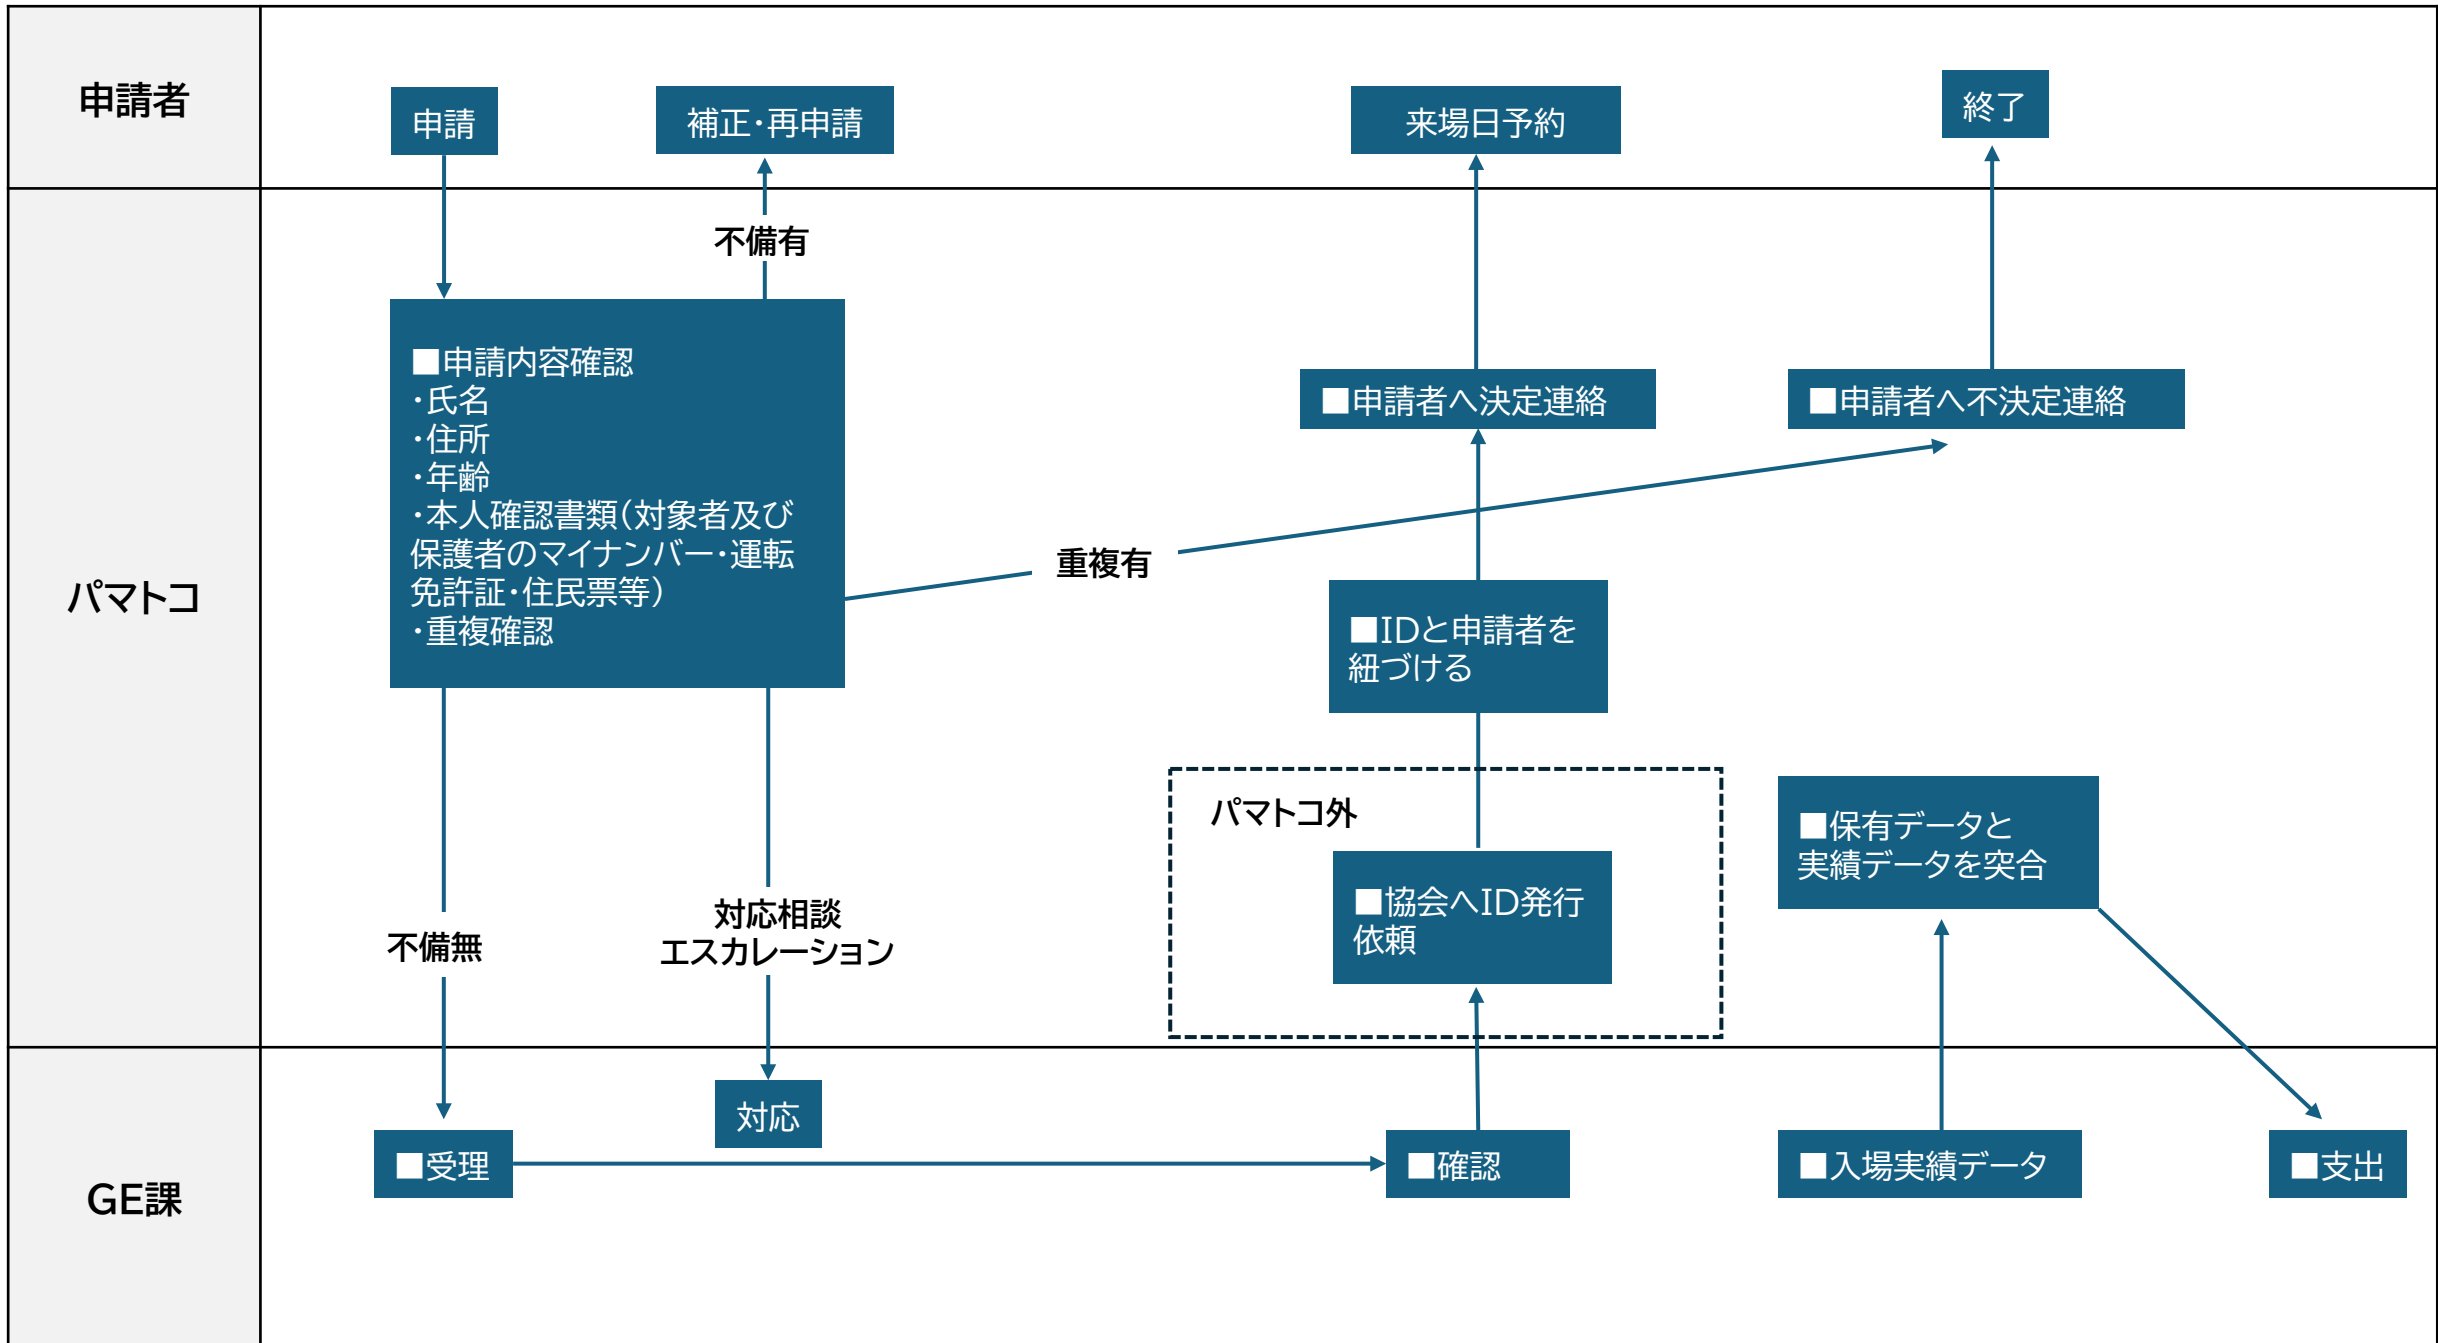 申請者
申請
補正・再申請
来場日予約
終了
パマトコ
不備有
■申請内容確認
・氏名
・住所
・年齢
・本人確認書類（対象者及び
保護者のマイナンバー・運転
免許証・住民票等）
・重複確認
■申請者へ決定連絡
■申請者へ不決定連絡
重複有
■IDと申請者を
紐づける
パマトコ外
■協会へID発行
依頼
■保有データと
実績データを突合
不備無
対応相談
エスカレーション
GE課
■受理
対応
■確認
■入場実績データ
■支出